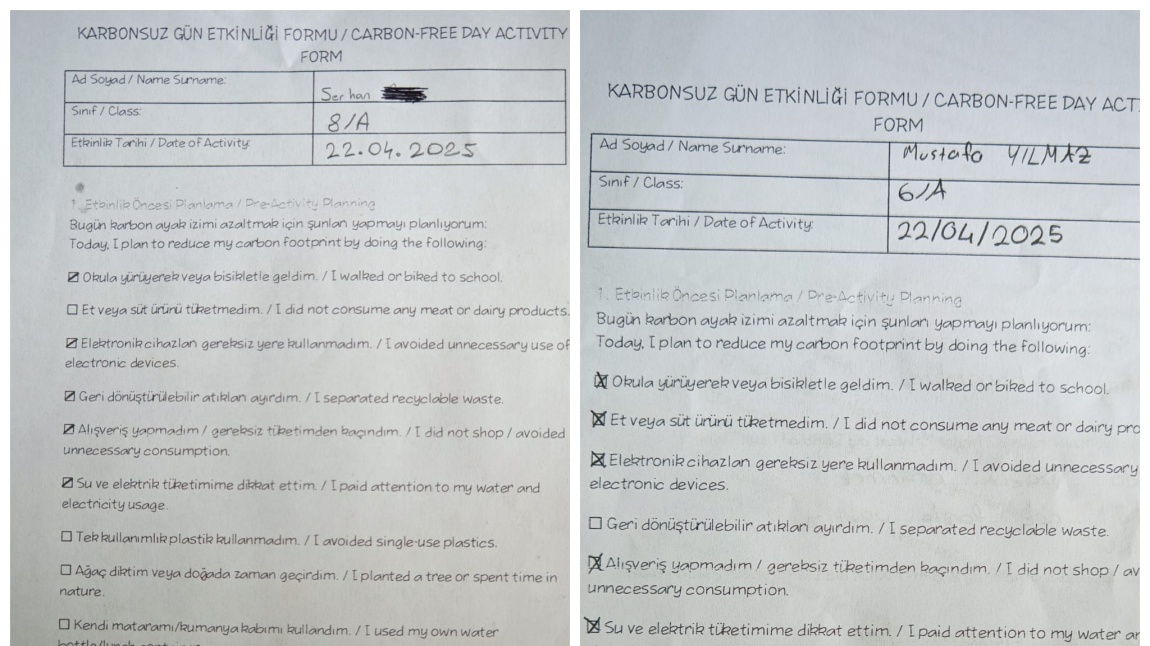 KARBONSUZ GÜN ETKİNLİĞİ FORMU / CARBON-FREE DAY ACTIVITY
FORM
Ad Soyad / Name Surname:
Serhan
Sınıf / Class:
8/A
Etkinlik Tarihi / Date of Activity:
22.04.2025
1. Etkinlik Öncesi Planlama / Pre-Activity Planning
Bugün karbon ayak izimi azaltmak için şunları yapmayı planlıyorum:
Today, I plan to reduce my carbon footprint by doing the following:
☑ Okula yürüyerek veya bisikletle geldim. / I walked or biked to school.
☐ Et veya süt ürünü tüketmedim. / I did not consume any meat or dairy products.
☑ Elektronik cihazları gereksiz yere kullanmadım. / I avoided unnecessary use of
electronic devices.
☑ Geri dönüştürülebilir atıkları ayırdım. / I separated recyclable waste.
☑ Alışveriş yapmadım / gereksiz tüketimden kaçındım. / I did not shop / avoided
unnecessary consumption.
☑ Su ve elektrik tüketimime dikkat ettim. / I paid attention to my water and
electricity usage.
☐ Tek kullanımlık plastik kullanmadım. / I avoided single-use plastics.
☐ Ağaç diktim veya doğada zaman geçirdim. / I planted a tree or spent time in
nature.
☐ Kendi mataramı/kumanya kabımı kullandım. / I used my own water
KARBONSUZ GÜN ETKİNLİĞİ FORMU / CARBON-FREE DAY ACT
FORM
Ad Soyad / Name Surname:
Mustafa YILMAZ
Sınıf / Class:
6/A
Etkinlik Tarihi / Date of Activity:
22/04/2025
1. Etkinlik Öncesi Planlama / Pre-Activity Planning
Bugün karbon ayak izimi azaltmak için şunları yapmayı planlıyorum:
Today, I plan to reduce my carbon footprint by doing the following:
☒ Okula yürüyerek veya bisikletle geldim. / I walked or biked to school.
☒ Et veya süt ürünü tüketmedim. / I did not consume any meat or dairy pro
☒ Elektronik cihazları gereksiz yere kullanmadım. / I avoided unnecessary
electronic devices.
☐ Geri dönüştürülebilir atıkları ayırdım. / I separated recyclable waste.
☒ Alışveriş yapmadım / gereksiz tüketimden kaçındım. / I did not shop / av
unnecessary consumption.
☒ Su ve elektrik tüketimime dikkat ettim. / I paid attention to my water an